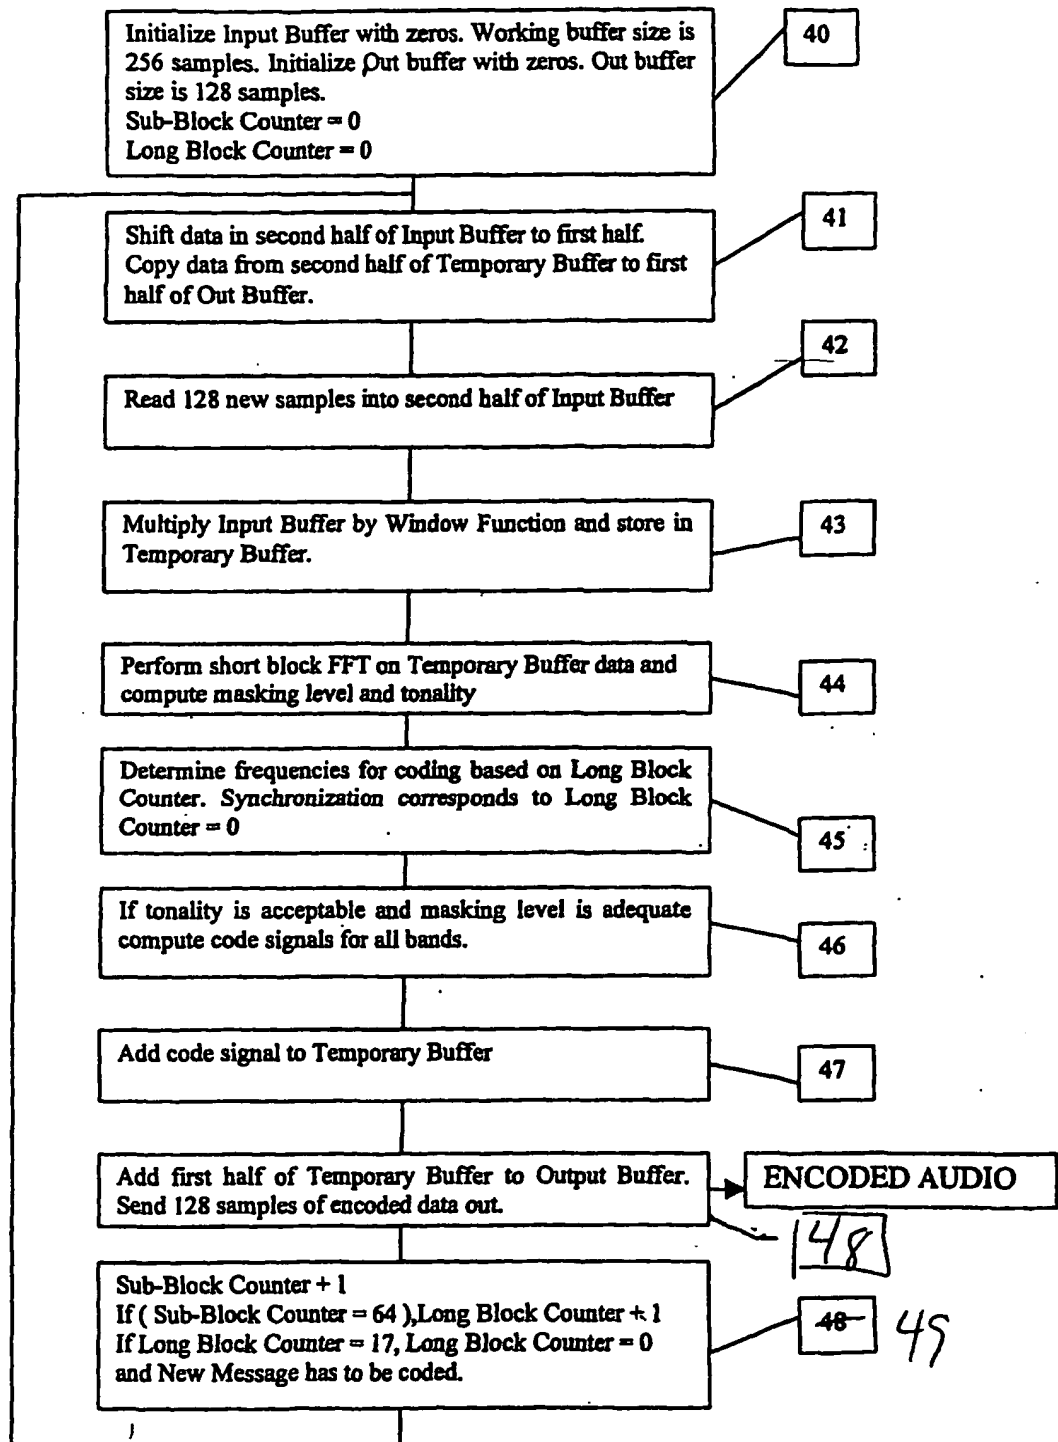 Initialize Input Buffer with zeros. Working buffer size is
256 samples. Initialize Out buffer with zeros. Out buffer
size is 128 samples.
Sub-Block Counter = 0
Long Block Counter = 0
40
Shift data in second half of Input Buffer to first half.
Copy data from second half of Temporary Buffer to first
half of Out Buffer.
41
42
Read 128 new samples into second half of Input Buffer
Multiply Input Buffer by Window Function and store in
Temporary Buffer.
43
Perform short block FFT on Temporary Buffer data and
compute masking level and tonality
44
Determine frequencies for coding based on Long Block
Counter. Synchronization corresponds to Long Block
Counter = 0
45
If tonality is acceptable and masking level is adequate
compute code signals for all bands.
46
Add code signal to Temporary Buffer
47
Add first half of Temporary Buffer to Output Buffer.
Send 128 samples of encoded data out.
ENCODED AUDIO
48
Sub-Block Counter + 1
If ( Sub-Block Counter = 64 ),Long Block Counter + 1
If Long Block Counter = 17, Long Block Counter = 0
and New Message has to be coded.
48 49